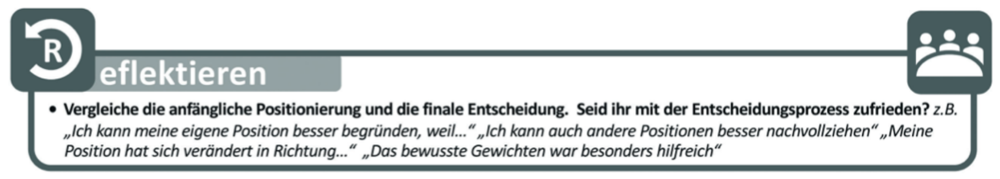 Reflektieren
• Vergleiche die anfängliche Positionierung und die finale Entscheidung.  Seid ihr mit der Entscheidungsprozess zufrieden? z.B.
„Ich kann meine eigene Position besser begründen, weil...“ „Ich kann auch andere Positionen besser nachvollziehen“ „Meine
Position hat sich verändert in Richtung...“  „Das bewusste Gewichten war besonders hilfreich“